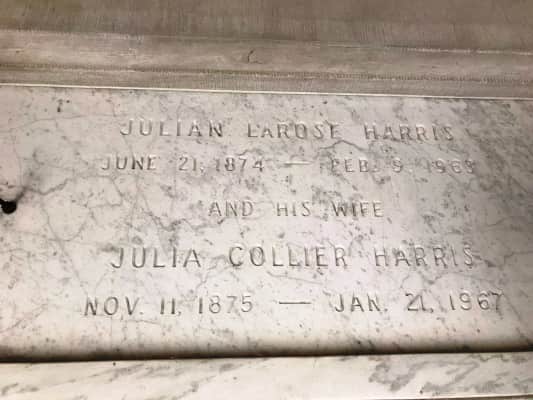 JULIAN LAROSE HARRIS
JUNE 21, 1874 — FEB. 9, 1963
AND HIS WIFE
JULIA COLLIER HARRIS
NOV. 11, 1875 — JAN. 21, 1967